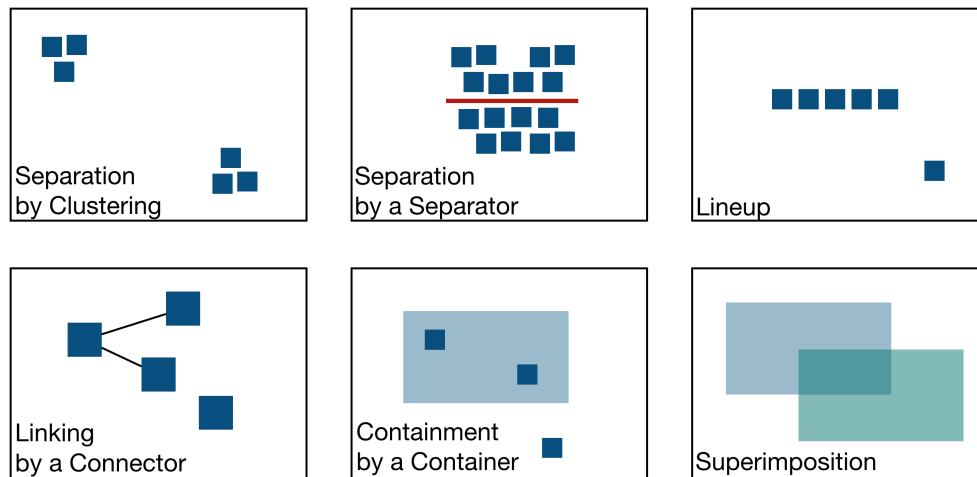 Separation
by Clustering
Separation
by a Separator
Lineup
Linking
by a Connector
Containment
by a Container
Superimposition